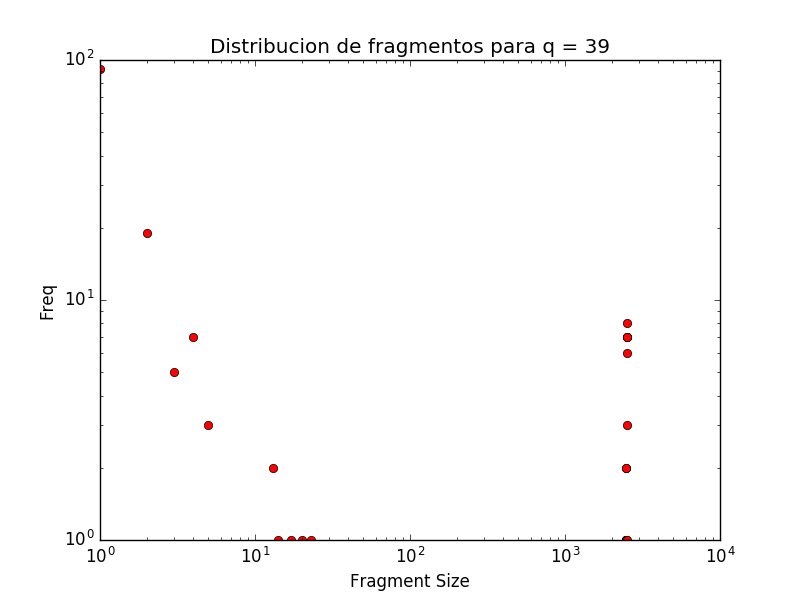 Distribucion de fragmentos para q = 39
10^2
10^1
10^0
Freq
10^0 10^1 10^2 10^3 10^4
Fragment Size